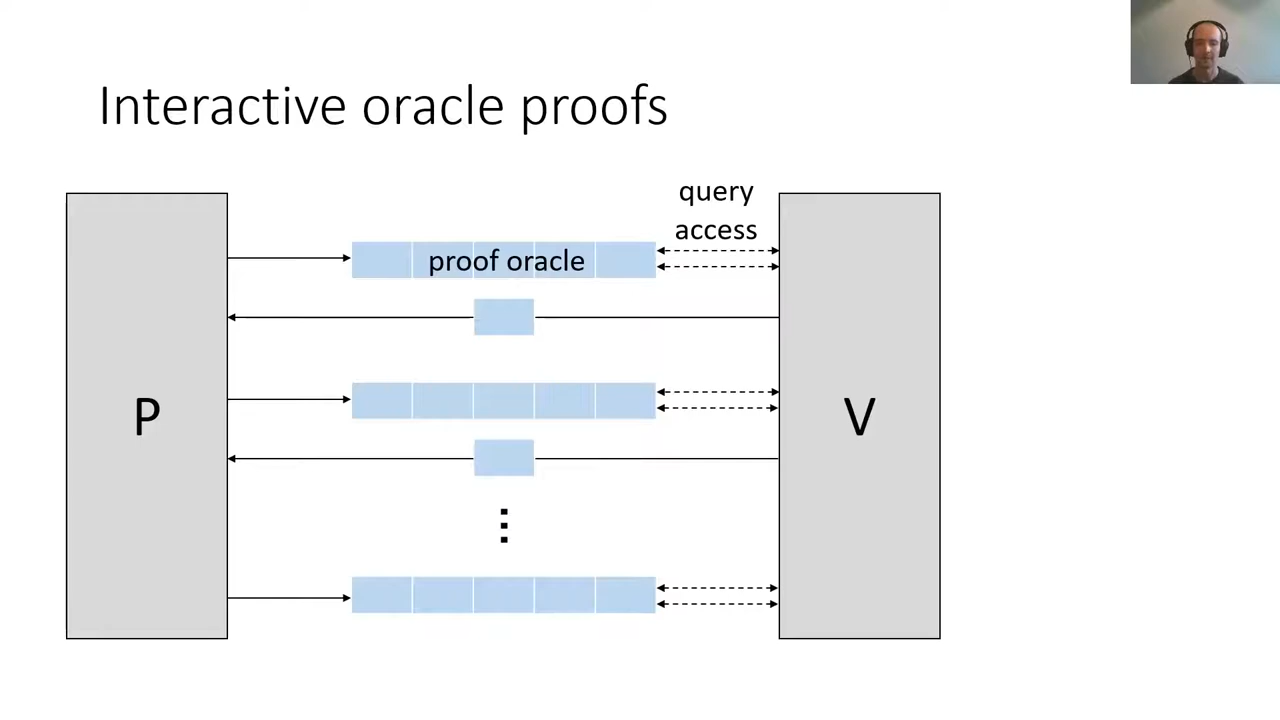 Interactive oracle proofs
query
access
proof oracle
P
V
⋮